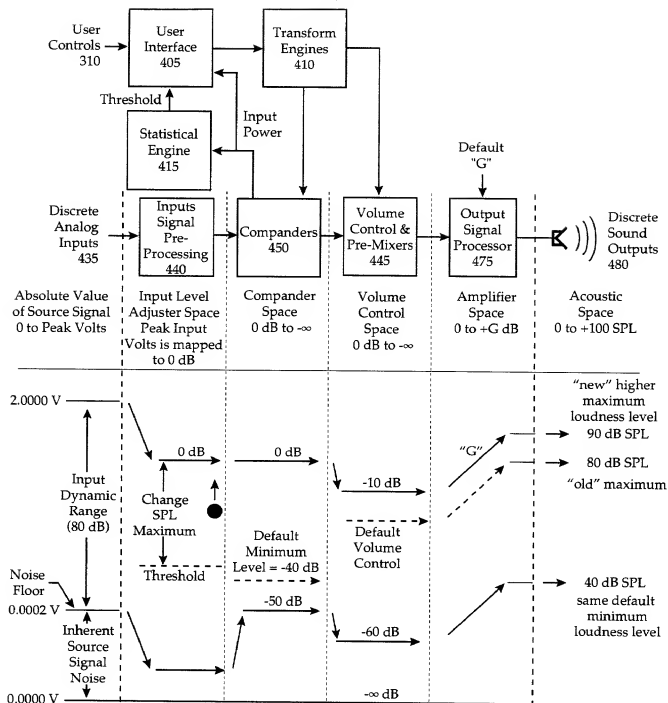 User
Controls
310
User
Interface
405
Transform
Engines
410
Threshold
Input
Power
Statistical
Engine
415
Default
"G"
Discrete
Analog
Inputs
435
Inputs
Signal
Pre-
Processing
440
Companders
450
Volume
Control &
Pre-Mixers
445
Output
Signal
Processor
475
Discrete
Sound
Outputs
480
Absolute Value
of Source Signal
0 to Peak Volts
Input Level
Adjuster Space
Peak Input
Volts is mapped
to 0 dB
Compander
Space
0 dB to -∞
Volume
Control
Space
0 dB to -∞
Amplifier
Space
0 to +G dB
Acoustic
Space
0 to +100 SPL
2.0000 V
"new" higher
maximum
loudness level
90 dB SPL
80 dB SPL
"old" maximum
0 dB
0 dB
-10 dB
"G"
Input
Dynamic
Range
(80 dB)
Change
SPL
Maximum
Threshold
Default
Minimum
Level = -40 dB
Default
Volume
Control
Noise
Floor
0.0002 V
-50 dB
-60 dB
40 dB SPL
same default
minimum
loudness level
Inherent
Source
Signal
Noise
0.0000 V
-∞ dB